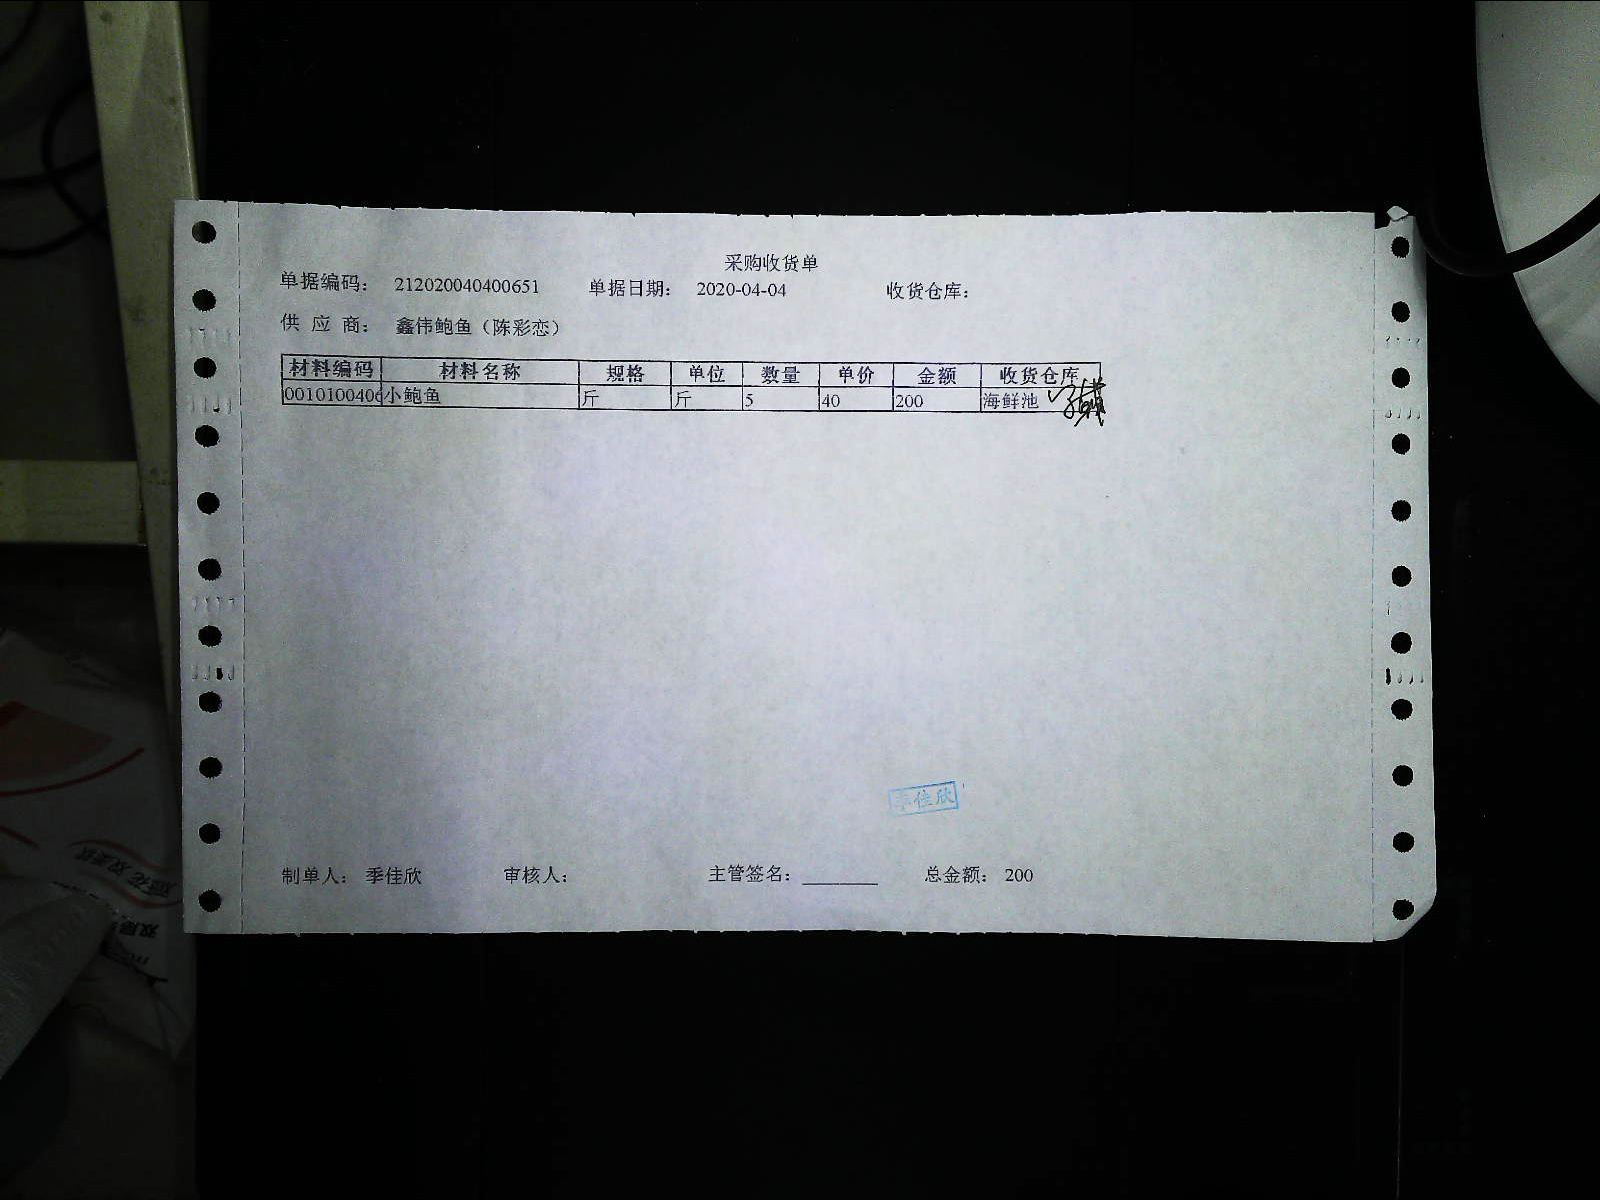 采购收货单
单据编码： 212020040400651 单据日期： 2020-04-04 收货仓库：
供 应 商： 鑫伟鲍鱼（陈彩恋）
材料编码 材料名称 规格 单位 数量 单价 金额 收货仓库
0010100406 小鲍鱼 斤 斤 5 40 200 海鲜池
季佳欣
制单人： 季佳欣 审核人： 主管签名： ________ 总金额： 200